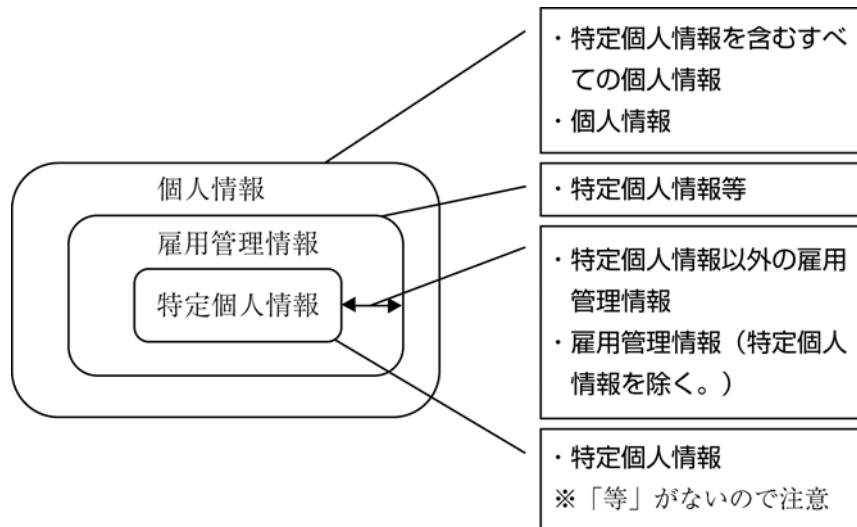 個人情報
雇用管理情報
特定個人情報
・特定個人情報を含むすべ
ての個人情報
・個人情報
・特定個人情報等
・特定個人情報以外の雇用
管理情報
・雇用管理情報（特定個人
情報を除く。）
・特定個人情報
※「等」がないので注意